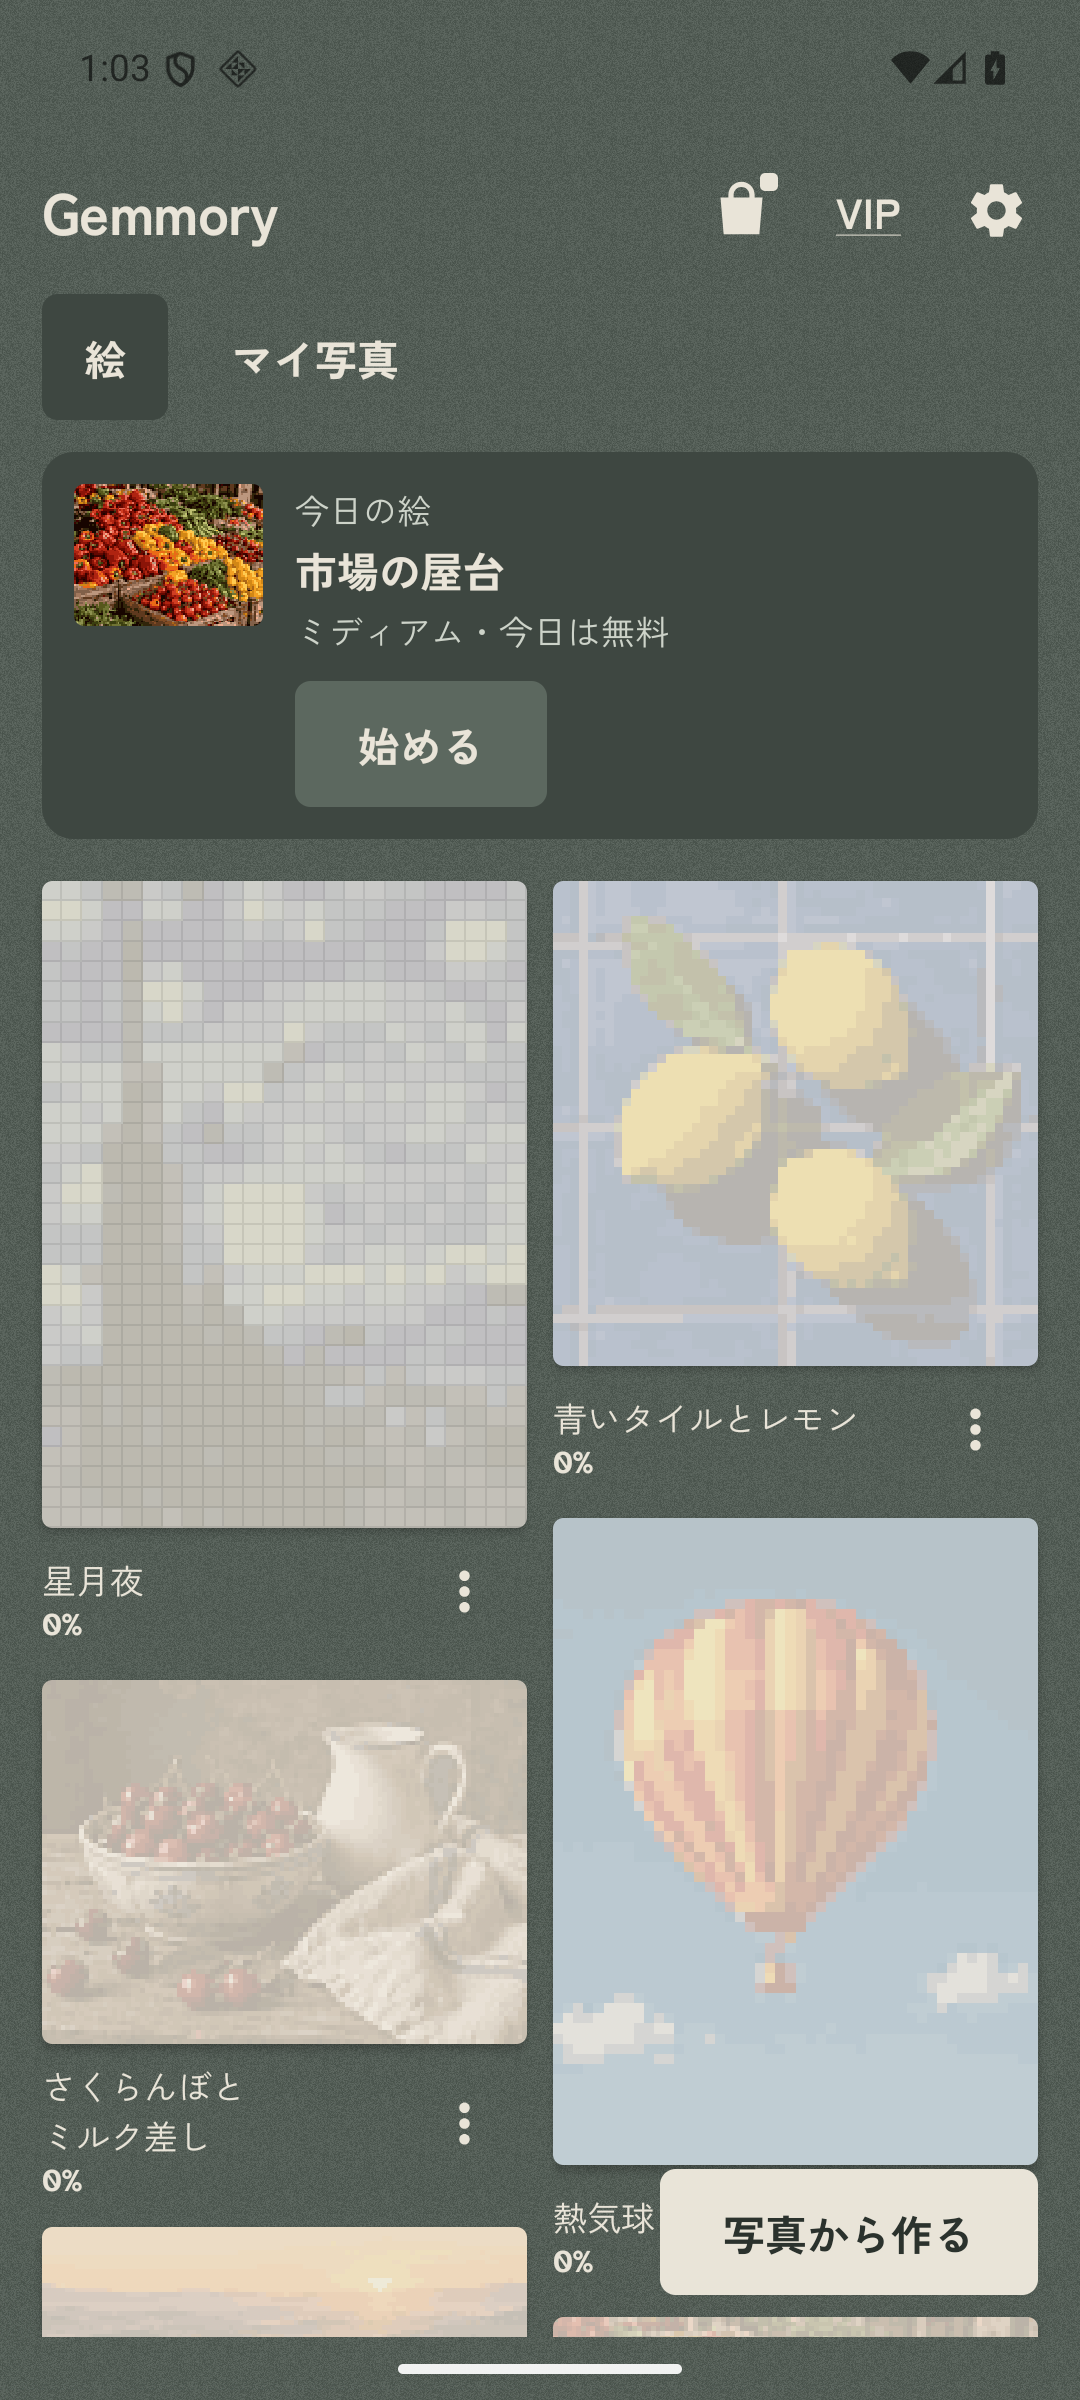 1:03
Gemmory
VIP
絵
マイ写真
今日の絵
市場の屋台
ミディアム・今日は無料
始める
青いタイルとレモン
0%
星月夜
0%
さくらんぼと
ミルク差し
0%
熱気球
0%
写真から作る